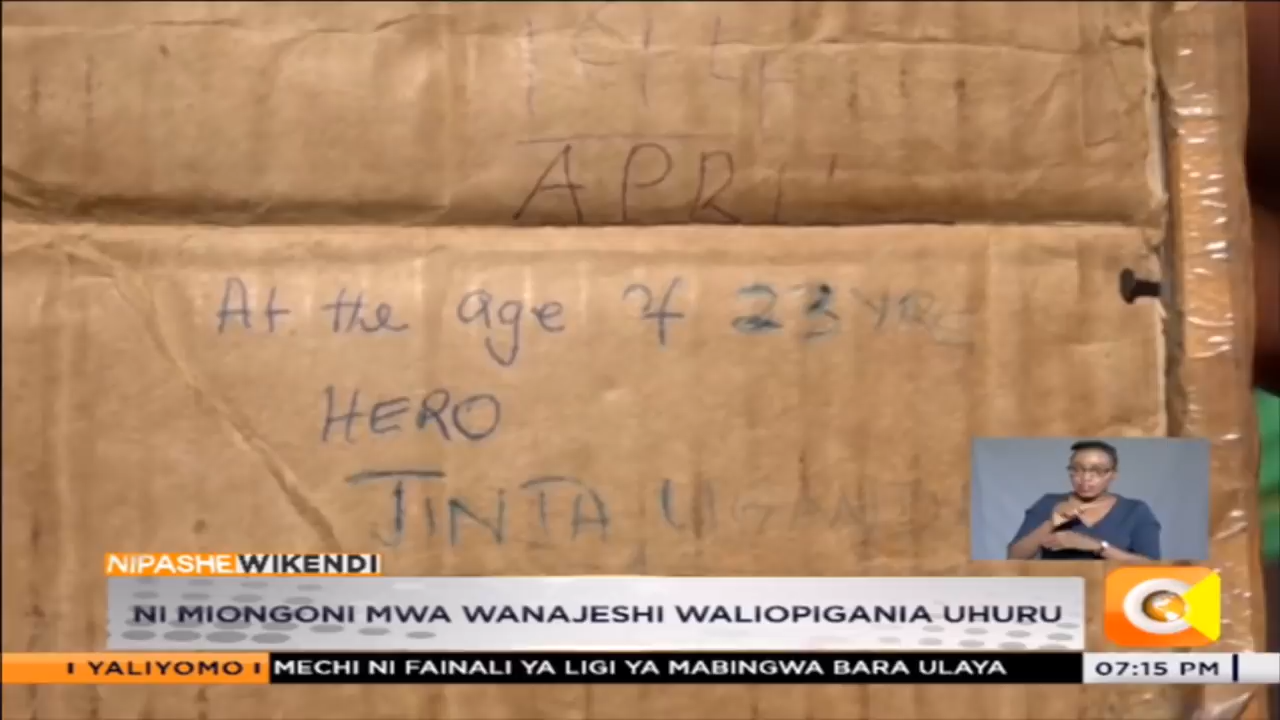 APRIL
At the age of 23 YRS
HERO
JINJA UGAND
NIPASHE WIKENDI
NI MIONGONI MWA WANAJESHI WALIOPIGANIA UHURU
YALIYOMO
MECHI NI FAINALI YA LIGI YA MABINGWA BARA ULAYA
07:15 PM